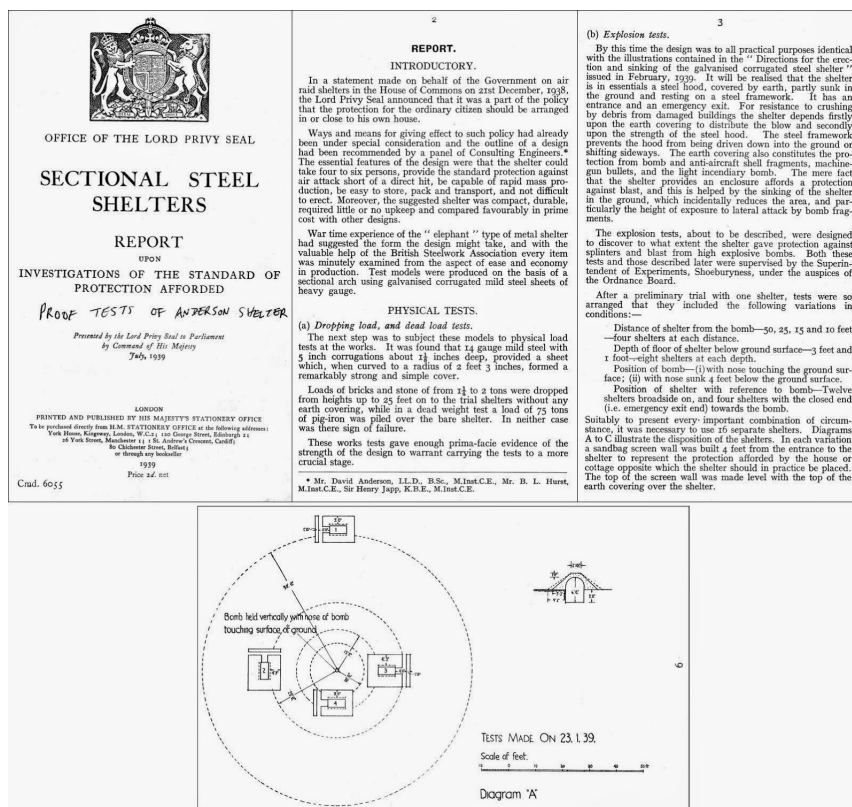 OFFICE OF THE LORD PRIVY SEAL
SECTIONAL STEEL
SHELTERS
REPORT
UPON
INVESTIGATIONS OF THE STANDARD OF
PROTECTION AFFORDED
PROOF TESTS OF ANDERSON SHELTER
Presented by the Lord Privy Seal to Parliament
by Command of His Majesty
July, 1939
LONDON
PRINTED AND PUBLISHED BY HIS MAJESTY'S STATIONERY OFFICE
To be purchased directly from H.M. STATIONERY OFFICE at the following addresses:
York House, Kingsway, London, W.C.2; 120 George Street, Edinburgh 2;
26 York Street, Manchester 1; 1 St. Andrew's Crescent, Cardiff;
80 Chichester Street, Belfast;
or through any bookseller
1939
Price 2d. net
Cmd. 6055
2
REPORT.
INTRODUCTORY.
In a statement made on behalf of the Government on air
raid shelters in the House of Commons on 21st December, 1938,
the Lord Privy Seal announced that it was a part of the policy
that the protection for the ordinary citizen should be arranged
in or close to his own house.
Ways and means for giving effect to such policy had already
been under special consideration and the outline of a design
had been recommended by a panel of Consulting Engineers.*
The essential features of the design were that the shelter could
take four to six persons, provide the standard protection against
air attack short of a direct hit, be capable of rapid mass pro-
duction, be easy to store, pack and transport, and not difficult
to erect. Moreover, the suggested shelter was compact, durable,
required little or no upkeep and compared favourably in prime
cost with other designs.
War time experience of the " elephant " type of metal shelter
had suggested the form the design might take, and with the
valuable help of the British Steelwork Association every item
was minutely examined from the aspect of ease and economy
in production. Test models were produced on the basis of a
sectional arch using galvanised corrugated mild steel sheets of
heavy gauge.
PHYSICAL TESTS.
(a) Dropping load, and dead load tests.
The next step was to subject these models to physical load
tests at the works. It was found that 14 gauge mild steel with
5 inch corrugations about 1¼ inches deep, provided a sheet
which, when curved to a radius of 2 feet 3 inches, formed a
remarkably strong and simple cover.
Loads of bricks and stone of from 1½ to 2 tons were dropped
from heights up to 25 feet on to the trial shelters without any
earth covering, while in a dead weight test a load of 75 tons
of pig-iron was piled over the bare shelter. In neither case
was there sign of failure.
These works tests gave enough prima-facie evidence of the
strength of the design to warrant carrying the tests to a more
crucial stage.
* Mr. David Anderson, LL.D., B.Sc., M.Inst.C.E., Mr. B. L. Hurst,
M.Inst.C.E., Sir Henry Japp, K.B.E., M.Inst.C.E.
3
(b) Explosion tests.
By this time the design was to all practical purposes identical
with the illustrations contained in the " Directions for the erec-
tion and sinking of the galvanised corrugated steel shelter "
issued in February, 1939. It will be realised that the shelter
is in essentials a steel hood, covered by earth, partly sunk in
the ground and resting on a steel framework. It has an
entrance and an emergency exit. For resistance to crushing
by debris from damaged buildings the shelter depends firstly
upon the earth covering to distribute the blow and secondly
upon the strength of the steel hood. The steel framework
prevents the hood from being driven down into the ground or
shifting sideways. The earth covering also constitutes the pro-
tection from bomb and anti-aircraft shell fragments, machine-
gun bullets, and the light incendiary bomb. The mere fact
that the shelter provides an enclosure affords a protection
against blast, and this is helped by the sinking of the shelter
in the ground, which incidentally reduces the area, and par-
ticularly the height of exposure to lateral attack by bomb frag-
ments.
The explosion tests, about to be described, were designed
to discover to what extent the shelter gave protection against
splinters and blast from high explosive bombs. Both these
tests and those described later were supervised by the Superin-
tendent of Experiments, Shoeburyness, under the auspices of
the Ordnance Board.
After a preliminary trial with one shelter, tests were so
arranged that they included the following variations in
conditions:—
Distance of shelter from the bomb—50, 25, 15 and 10 feet
—four shelters at each distance.
Depth of floor of shelter below ground surface—3 feet and
1 foot—eight shelters at each depth.
Position of bomb—(i) with nose touching the ground sur-
face; (ii) with nose sunk 4 feet below the ground surface.
Position of shelter with reference to bomb—Twelve
shelters broadside on, and four shelters with the closed end
(i.e. emergency exit end) towards the bomb.
Suitably to present every important combination of circum-
stance, it was necessary to use 16 separate shelters. Diagrams
A to C illustrate the disposition of the shelters. In each variation
a sandbag screen wall was built 4 feet from the entrance to the
shelter to represent the protection afforded by the house or
cottage opposite which the shelter should in practice be placed.
The top of the screen wall was made level with the top of the
earth covering over the shelter.
1
Bomb held vertically with nose of bomb
touching surface of ground
2
3
4
6
TESTS MADE ON 23.1.39.
Scale of feet.
Diagram "A"